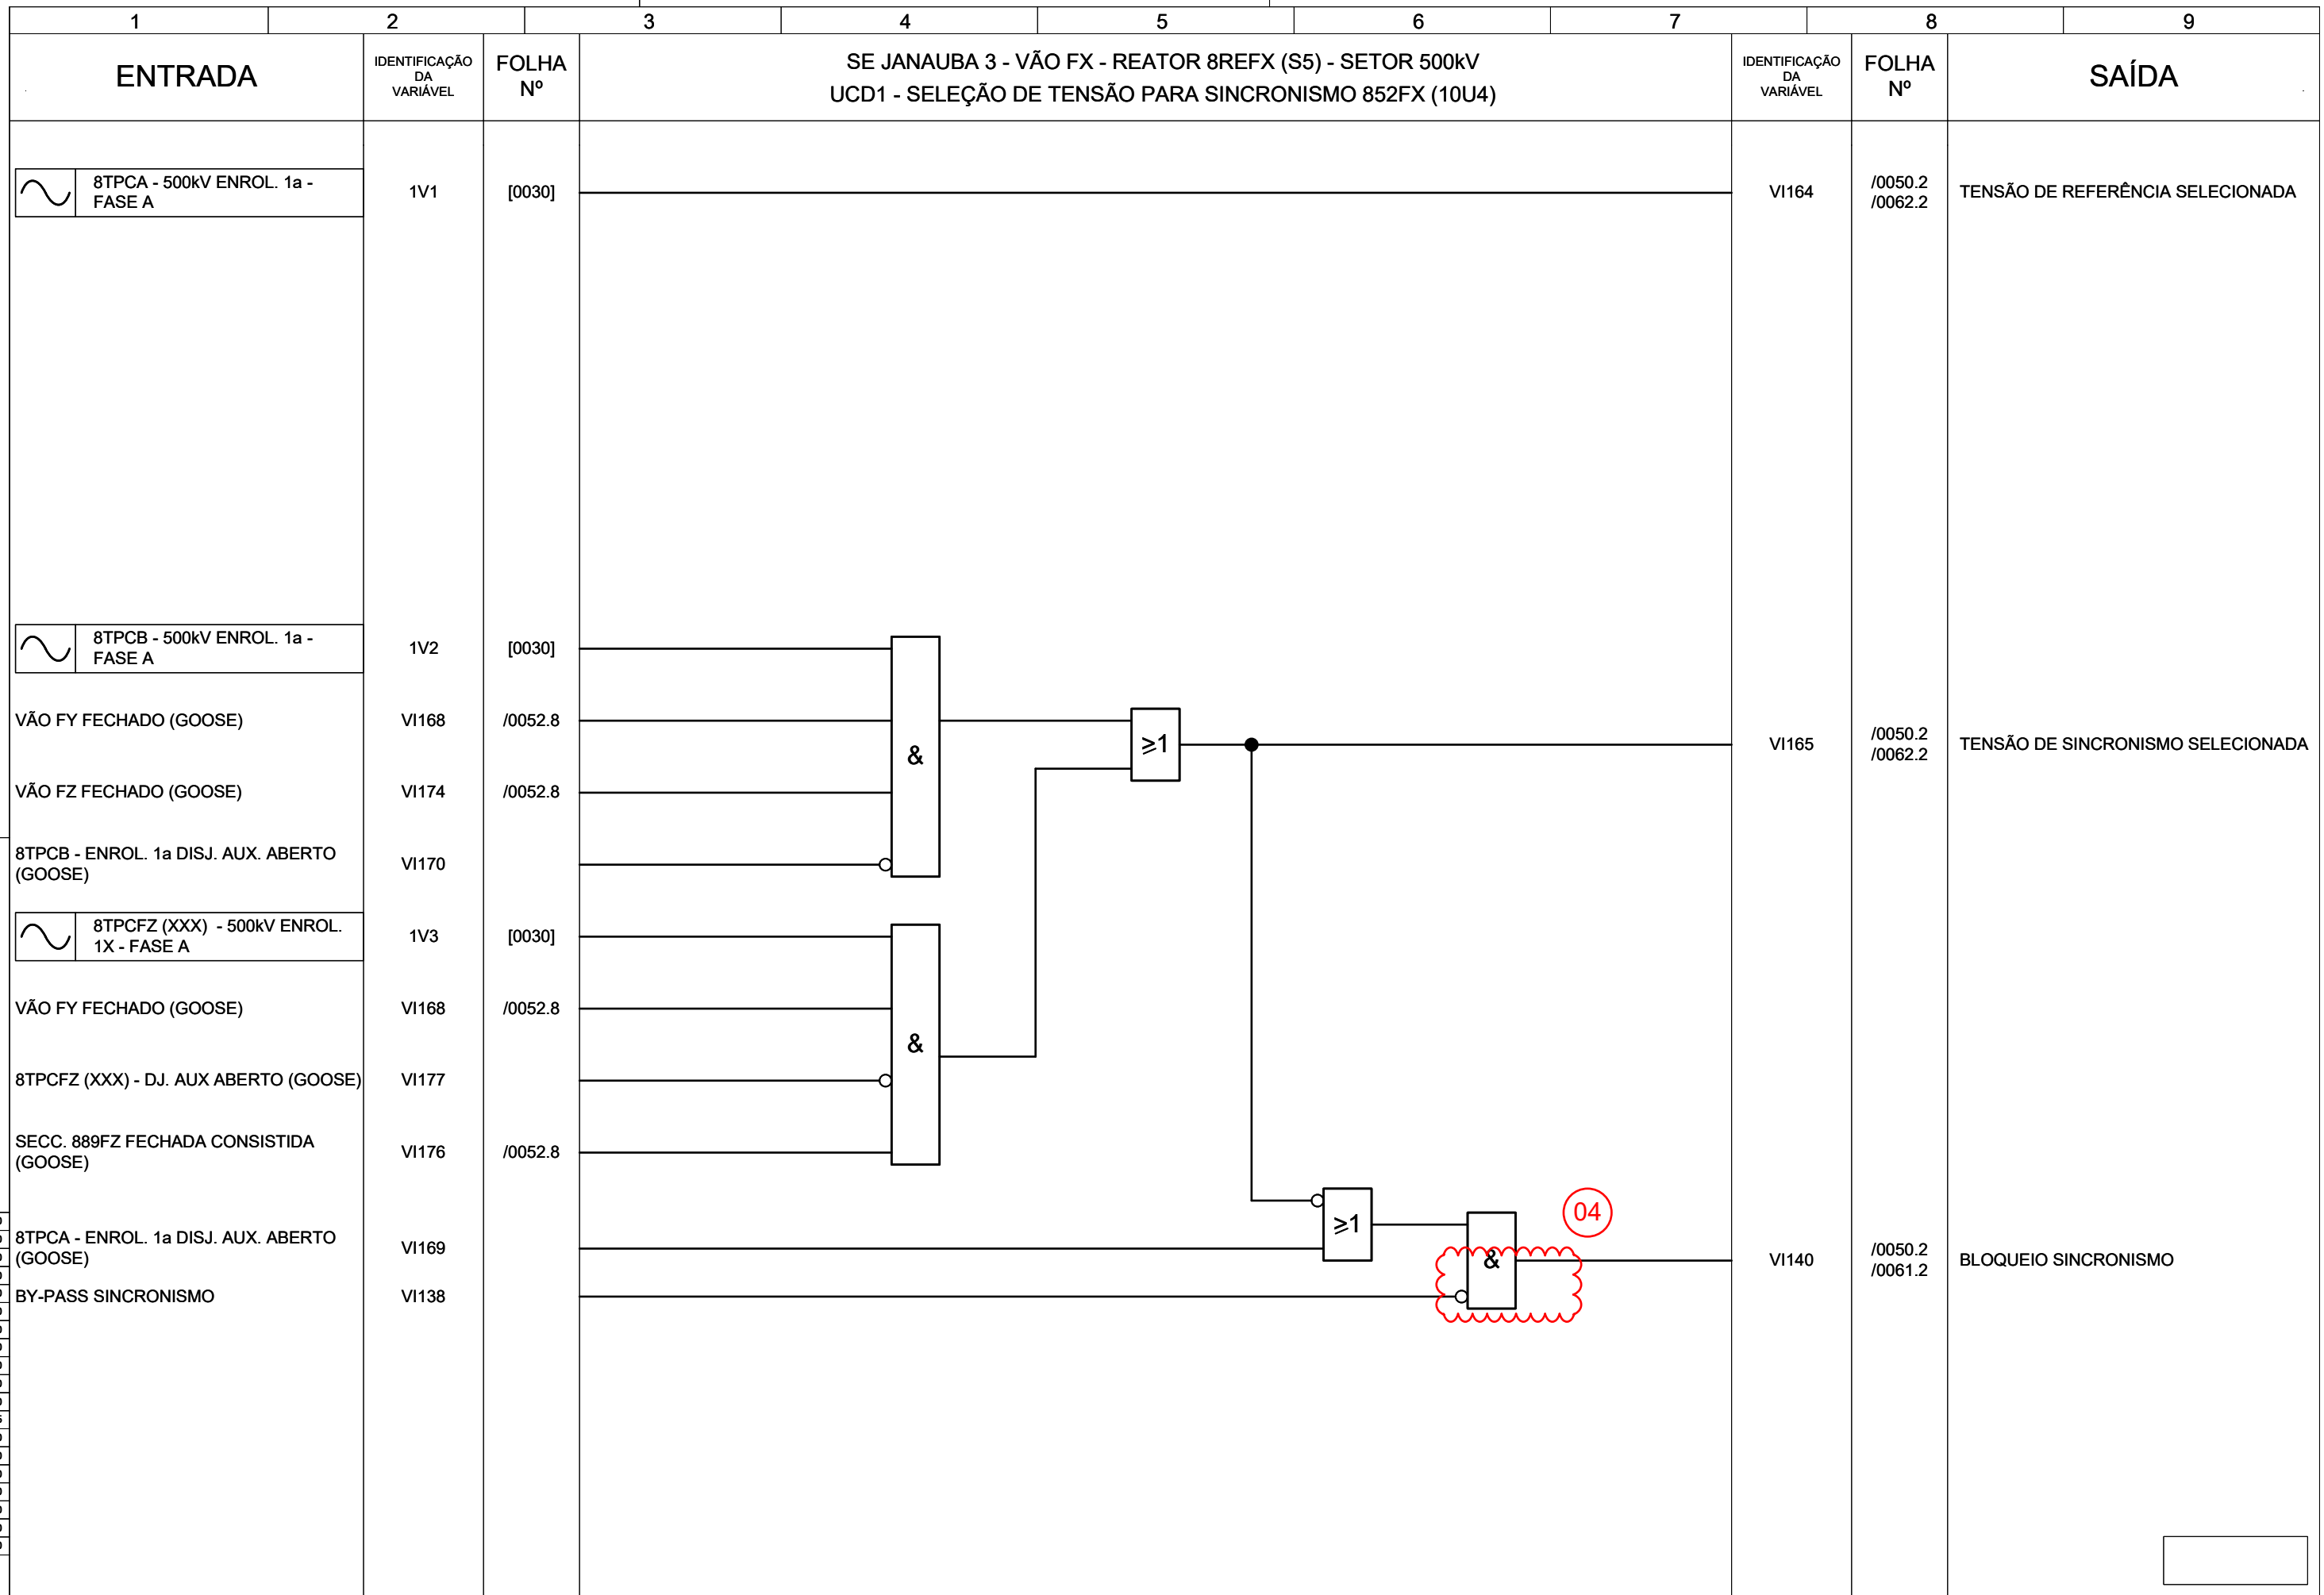 1 2 3 4 5 6 7 8 9
ENTRADA
IDENTIFICAÇÃO
DA
VARIÁVEL
FOLHA
Nº
SE JANAUBA 3 - VÃO FX - REATOR 8REFX (S5) - SETOR 500kV
UCD1 - SELEÇÃO DE TENSÃO PARA SINCRONISMO 852FX (10U4)
IDENTIFICAÇÃO
DA
VARIÁVEL
FOLHA
Nº
SAÍDA
8TPCA - 500kV ENROL. 1a -
FASE A
1V1
[0030]
VI164
/0050.2
/0062.2
TENSÃO DE REFERÊNCIA SELECIONADA
8TPCB - 500kV ENROL. 1a -
FASE A
1V2
[0030]
VÃO FY FECHADO (GOOSE)
VI168
/0052.8
&
≥1
VI165
/0050.2
/0062.2
TENSÃO DE SINCRONISMO SELECIONADA
VÃO FZ FECHADO (GOOSE)
VI174
/0052.8
8TPCB - ENROL. 1a DISJ. AUX. ABERTO
(GOOSE)
VI170
8TPCFZ (XXX) - 500kV ENROL.
1X - FASE A
1V3
[0030]
VÃO FY FECHADO (GOOSE)
VI168
/0052.8
&
8TPCFZ (XXX) - DJ. AUX ABERTO (GOOSE)
VI177
SECC. 889FZ FECHADA CONSISTIDA
(GOOSE)
VI176
/0052.8
8TPCA - ENROL. 1a DISJ. AUX. ABERTO
(GOOSE)
VI169
≥1
04
&
VI140
/0050.2
/0061.2
BLOQUEIO SINCRONISMO
BY-PASS SINCRONISMO
VI138